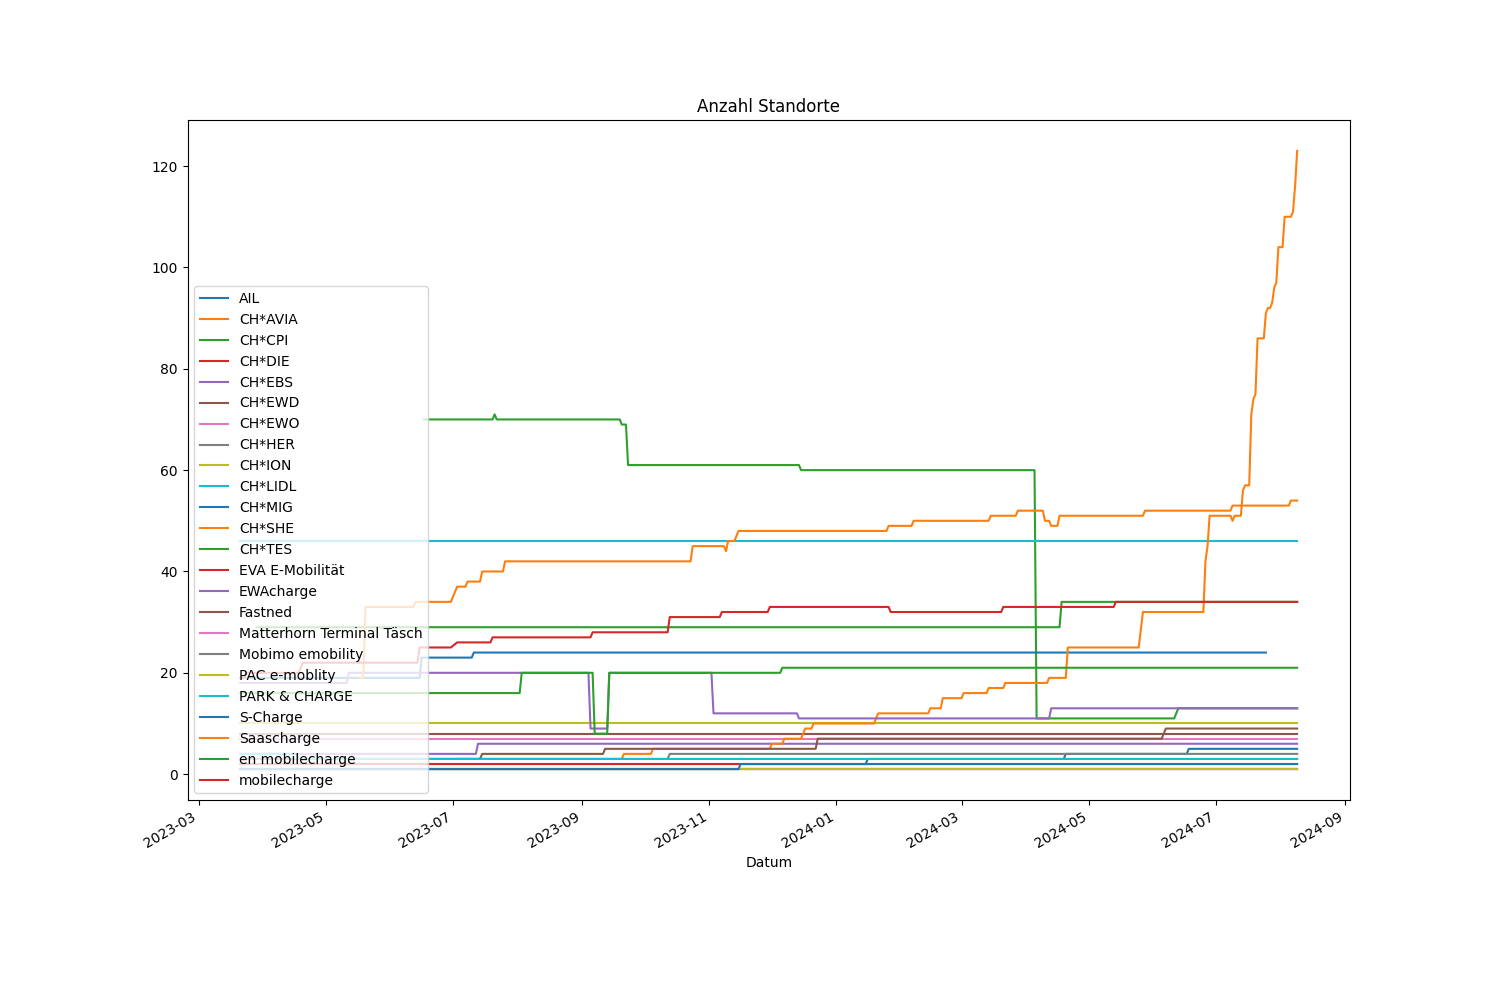 Anzahl Standorte
120
100
80
60
40
20
0
AIL
CH*AVIA
CH*CPI
CH*DIE
CH*EBS
CH*EWD
CH*EWO
CH*HER
CH*ION
CH*LIDL
CH*MIG
CH*SHE
CH*TES
EVA E-Mobilität
EWAcharge
Fastned
Matterhorn Terminal Täsch
Mobimo emobility
PAC e-moblity
PARK & CHARGE
S-Charge
Saascharge
en mobilecharge
mobilecharge
2023-03
2023-05
2023-07
2023-09
2023-11
2024-01
2024-03
2024-05
2024-07
2024-09
Datum